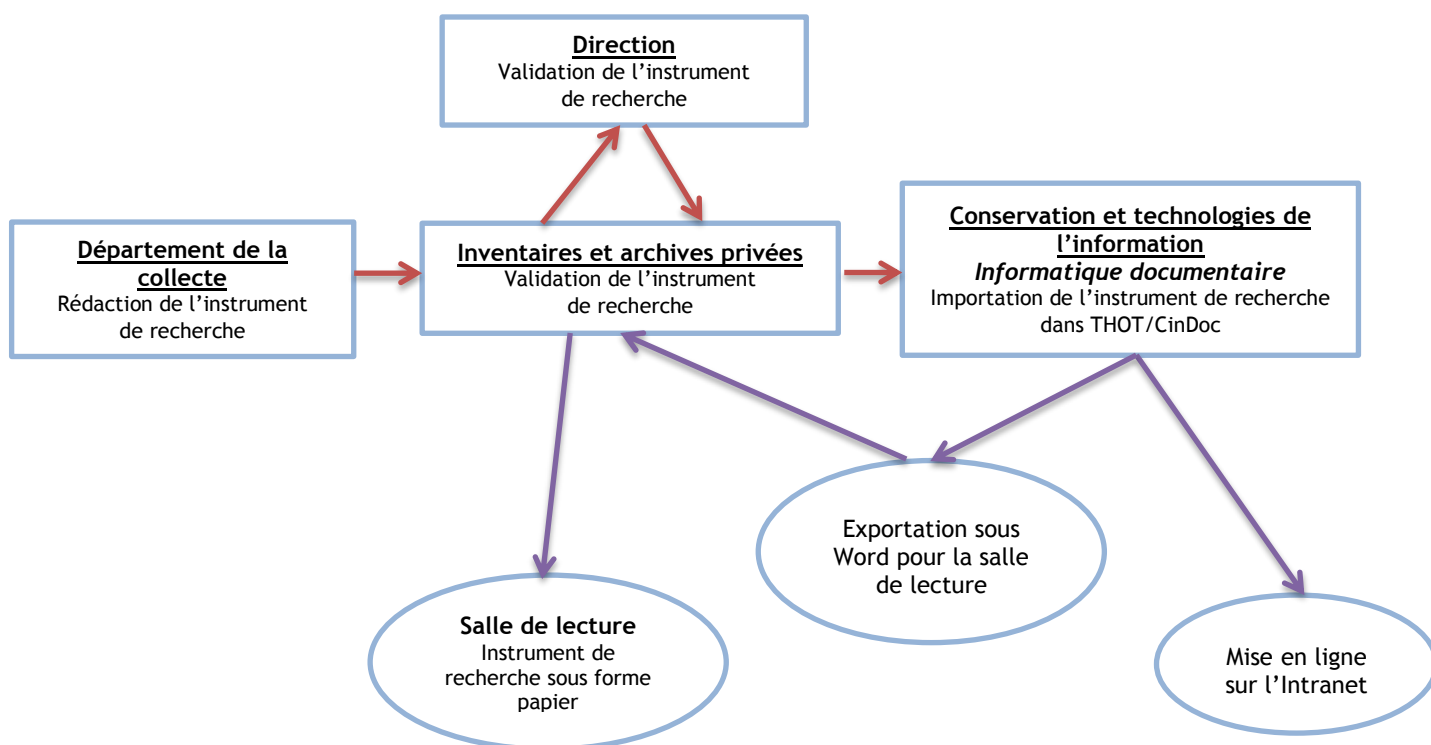 Direction
Validation de l’instrument
de recherche
Département de la
collecte
Rédaction de l’instrument
de recherche
Inventaires et archives privées
Validation de l’instrument
de recherche
Conservation et technologies de
l’information
Informatique documentaire
Importation de l’instrument de recherche
dans THOT/CinDoc
Exportation sous
Word pour la salle
de lecture
Salle de lecture
Instrument de
recherche sous forme
papier
Mise en ligne
sur l’Intranet